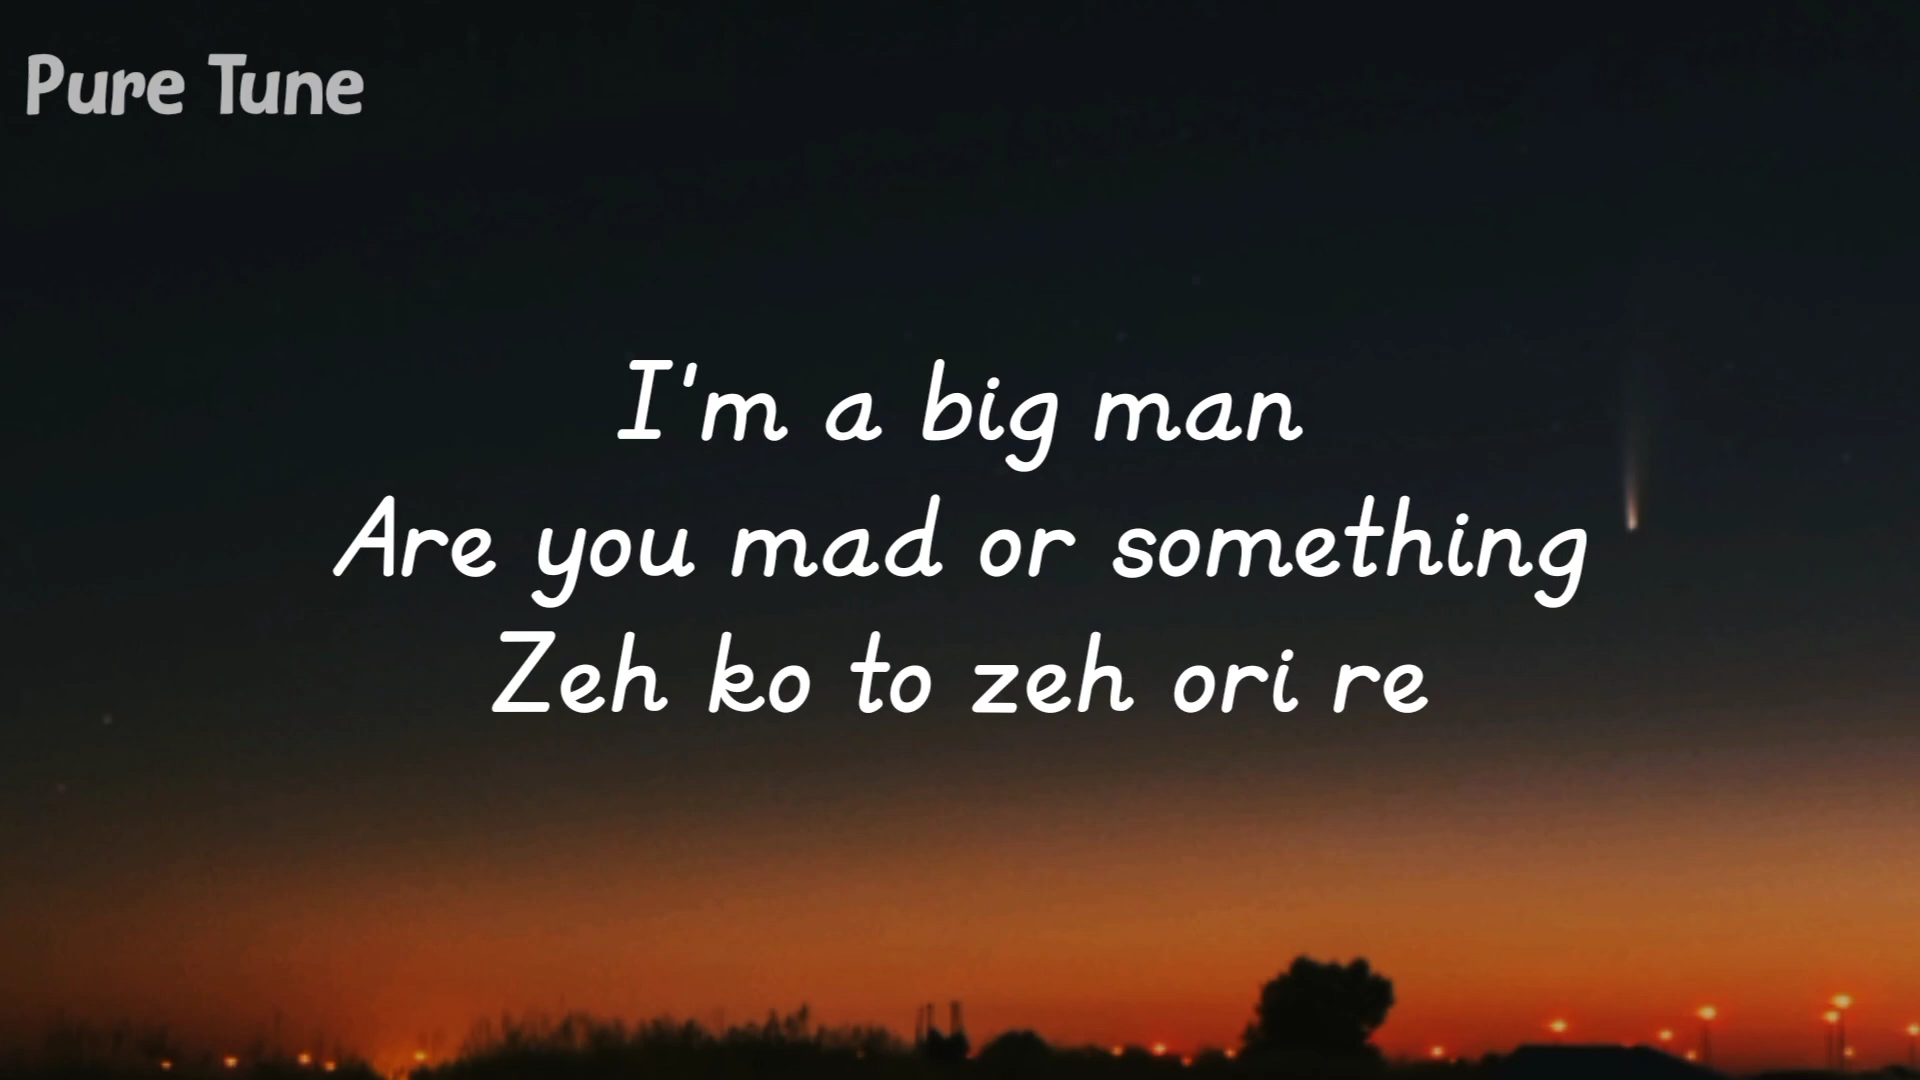 Pure Tune
I'm a big man
Are you mad or something
Zeh ko to zeh ori re